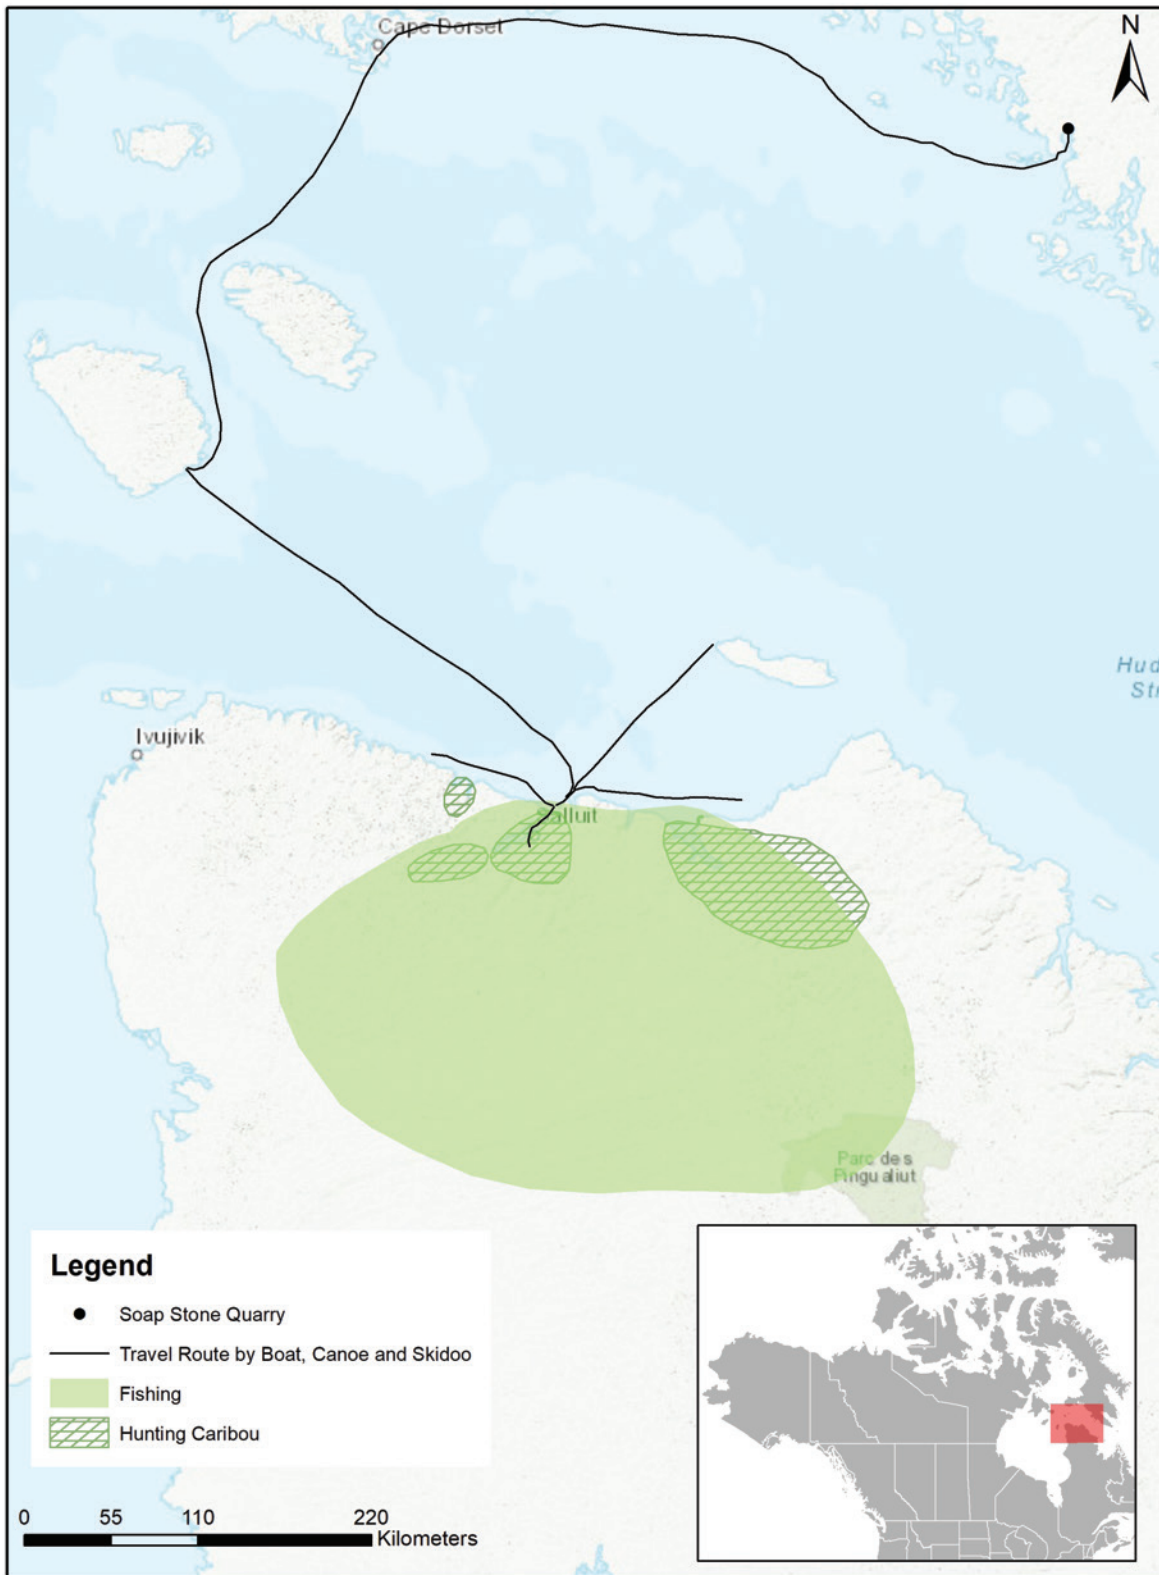 Cape Dorset
N
Hud
Str
Ivujivik
Salluit
Parc des
Pingualiut
Legend
Soap Stone Quarry
Travel Route by Boat, Canoe and Skidoo
Fishing
Hunting Caribou
0 55 110 220
Kilometers